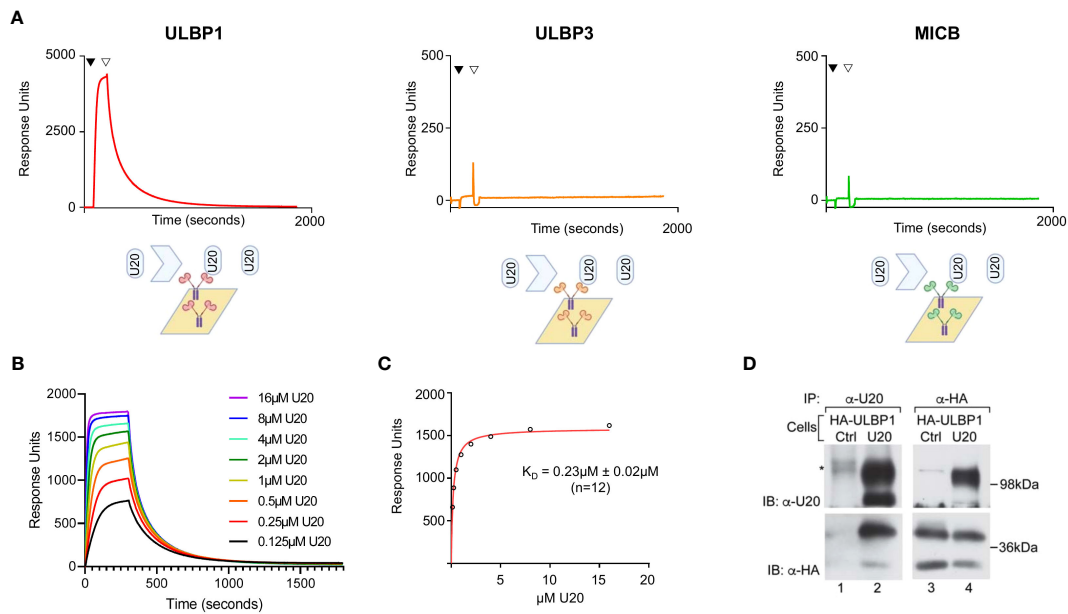 A
ULBP1
Response Units
5000
2500
0
Time (seconds)
2000
ULBP3
Response Units
500
250
0
Time (seconds)
2000
MICB
Response Units
500
250
0
Time (seconds)
2000
U20 U20 U20
U20 U20 U20
U20 U20 U20
B
Response Units
2000
1500
1000
500
0
0 500 1000 1500
Time (seconds)
16µM U20
8µM U20
4µM U20
2µM U20
1µM U20
0.5µM U20
0.25µM U20
0.125µM U20
C
Response Units
2000
1500
1000
500
0 5 10 15 20
µM U20
KD = 0.23µM ± 0.02µM
(n=12)
D
IP: α-U20 α-HA
Cells HA-ULBP1 HA-ULBP1
Ctrl U20 Ctrl U20
*
98kDa
IB: α-U20
36kDa
IB: α-HA
1 2 3 4